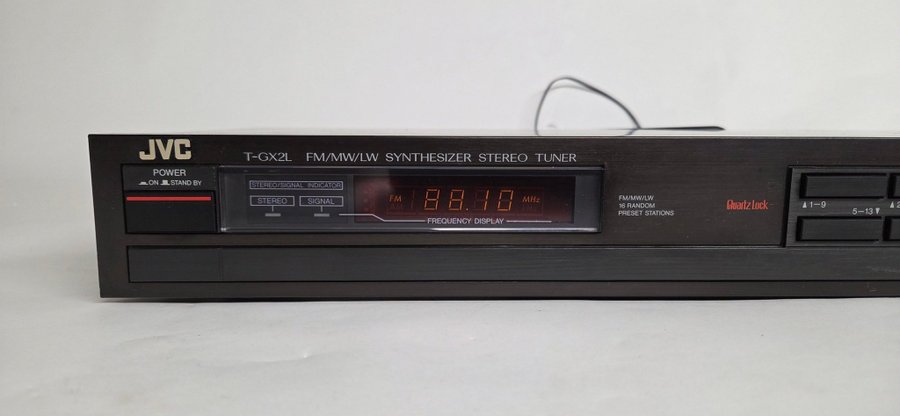 JVC
T-GX2L FM/MW/LW SYNTHESIZER STEREO TUNER
POWER
ON STAND BY
STEREO/SIGNAL INDICATOR
STEREO SIGNAL
FM 88.10 MHz
FREQUENCY DISPLAY
FM/MW/LW
16 RANDOM
PRESET STATIONS
Quartz Lock
▲1–9
5–13▼
▲2